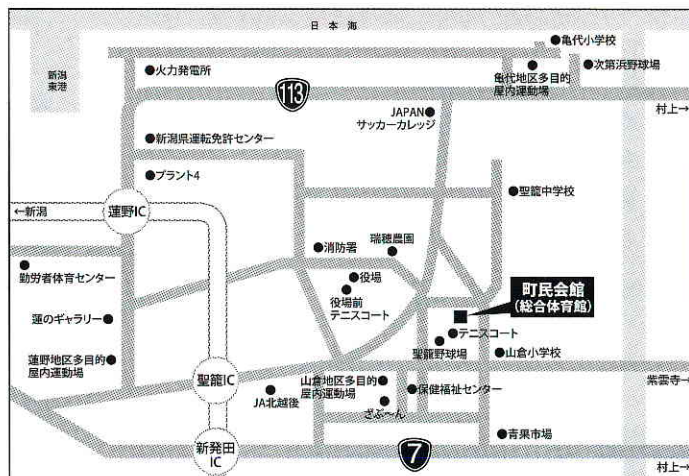 日本海
亀代小学校
新潟
東港
火力発電所
亀代地区多目的
屋内運動場
次第浜野球場
113
JAPAN
サッカーカレッジ
村上→
新潟県運転免許センター
プラント4
聖籠中学校
←新潟
蓮野IC
瑞穂農園
消防署
勤労者体育センター
役場
役場前
テニスコート
町民会館
(総合体育館)
蓮のギャラリー
テニスコート
聖籠野球場
山倉小学校
蓮野地区多目的
屋内運動場
聖籠IC
山倉地区多目的
屋内運動場
紫雲寺→
JA北越後
保健福祉センター
ざぶ〜ん
新発田
IC
7
青果市場
村上→